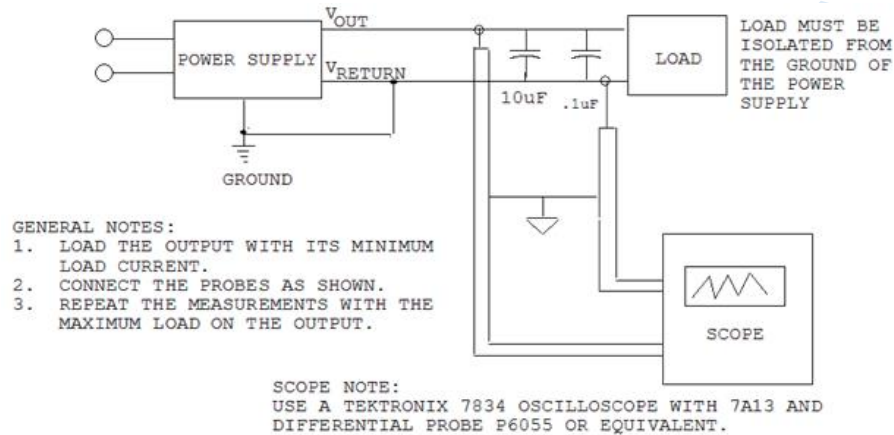 VOUT
POWER SUPPLY
VRETURN
GROUND
10uF
.1uF
LOAD
LOAD MUST BE
ISOLATED FROM
THE GROUND OF
THE POWER
SUPPLY
GENERAL NOTES:
1. LOAD THE OUTPUT WITH ITS MINIMUM
LOAD CURRENT.
2. CONNECT THE PROBES AS SHOWN.
3. REPEAT THE MEASUREMENTS WITH THE
MAXIMUM LOAD ON THE OUTPUT.
SCOPE
SCOPE NOTE:
USE A TEKTRONIX 7834 OSCILLOSCOPE WITH 7A13 AND
DIFFERENTIAL PROBE P6055 OR EQUIVALENT.